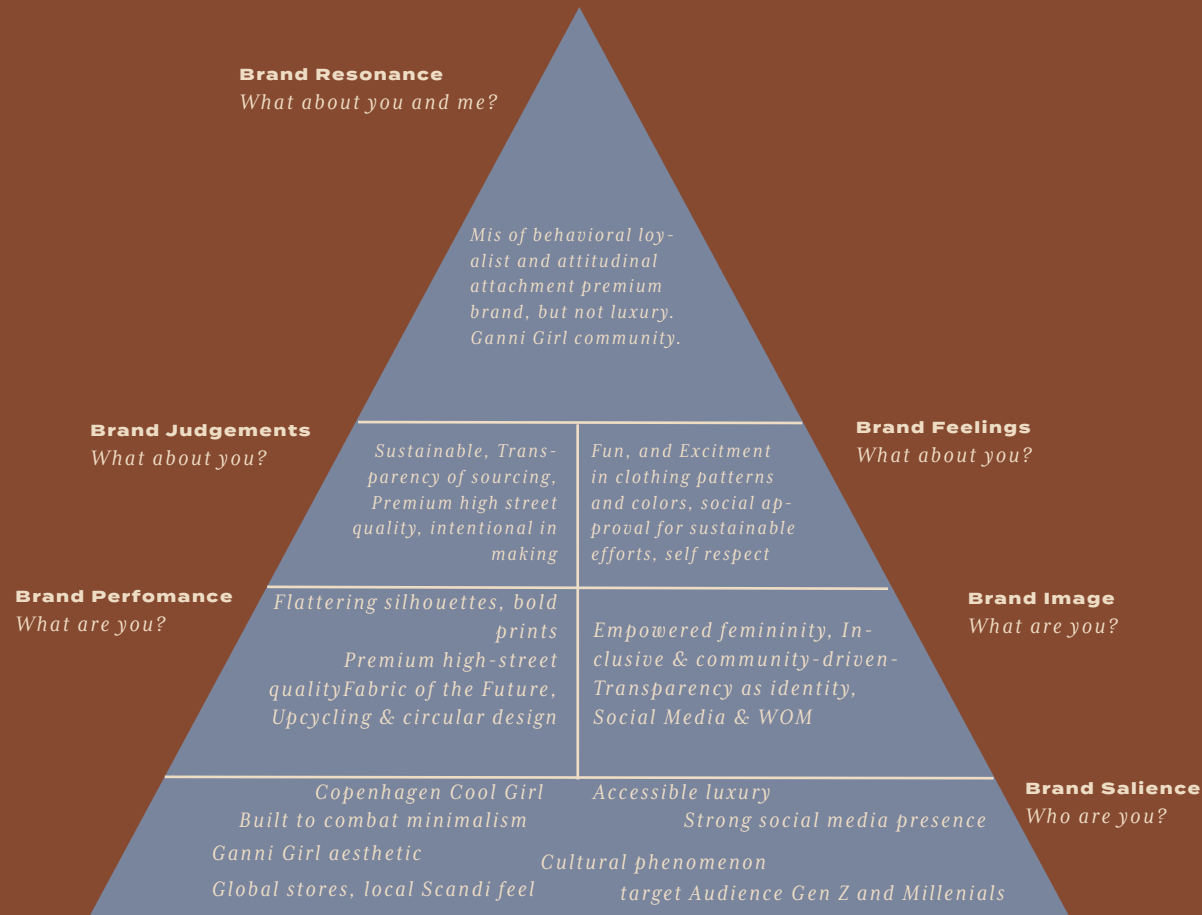 Brand Resonance
What about you and me?
Mis of behavioral loy-
alist and attitudinal
attachment premium
brand, but not luxury.
Ganni Girl community.
Brand Judgements
What about you?
Sustainable, Trans-
parency of sourcing,
Premium high street
quality, intentional in
making
Brand Feelings
What about you?
Fun, and Excitment
in clothing patterns
and colors, social ap-
proval for sustainable
efforts, self respect
Brand Perfomance
What are you?
Flattering silhouettes, bold
prints
Premium high-street
qualityFabric of the Future,
Upcycling & circular design
Brand Image
What are you?
Empowered femininity, In-
clusive & community-driven-
Transparency as identity,
Social Media & WOM
Brand Salience
Who are you?
Copenhagen Cool Girl
Accessible luxury
Built to combat minimalism
Strong social media presence
Ganni Girl aesthetic
Cultural phenomenon
Global stores, local Scandi feel
target Audience Gen Z and Millenials